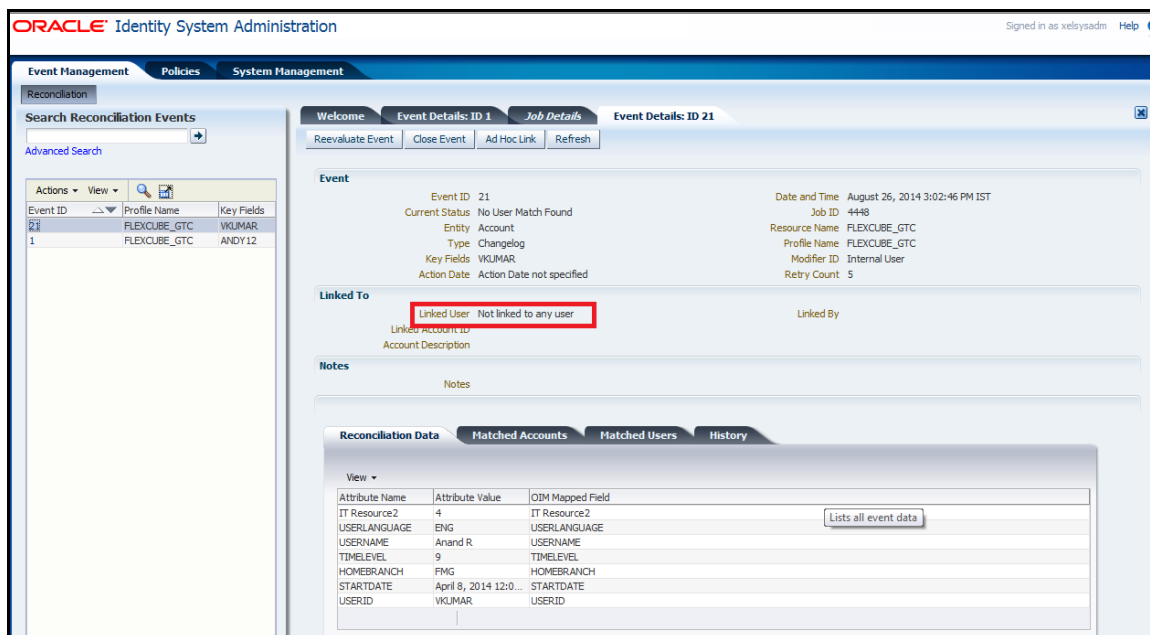 ORACLE Identity System Administration
Signed in as xelsysadm Help
Event Management Policies System Management
Reconciliation
Search Reconciliation Events
Advanced Search
Actions View
Event ID Profile Name Key Fields
21 FLEXCUBE_GTC VKUMAR
1 FLEXCUBE_GTC ANDY12
Welcome Event Details: ID 1 Job Details Event Details: ID 21
Reevaluate Event Close Event Ad Hoc Link Refresh
Event
Event ID 21 Date and Time August 26, 2014 3:02:46 PM IST
Current Status No User Match Found Job ID 4448
Entity Account Resource Name FLEXCUBE_GTC
Type Changelog Profile Name FLEXCUBE_GTC
Key Fields VKUMAR Modifier ID Internal User
Action Date Action Date not specified Retry Count 5
Linked To
Linked User Not linked to any user Linked By
Linked Account ID
Account Description
Notes
Notes
Reconciliation Data Matched Accounts Matched Users History
View
Attribute Name Attribute Value OIM Mapped Field
IT Resource2 4 IT Resource2
Lists all event data
USERLANGUAGE ENG USERLANGUAGE
USERNAME Anand R USERNAME
TIMELEVEL 9 TIMELEVEL
HOMEBRANCH FMG HOMEBRANCH
STARTDATE April 8, 2014 12:0... STARTDATE
USERID VKUMAR USERID